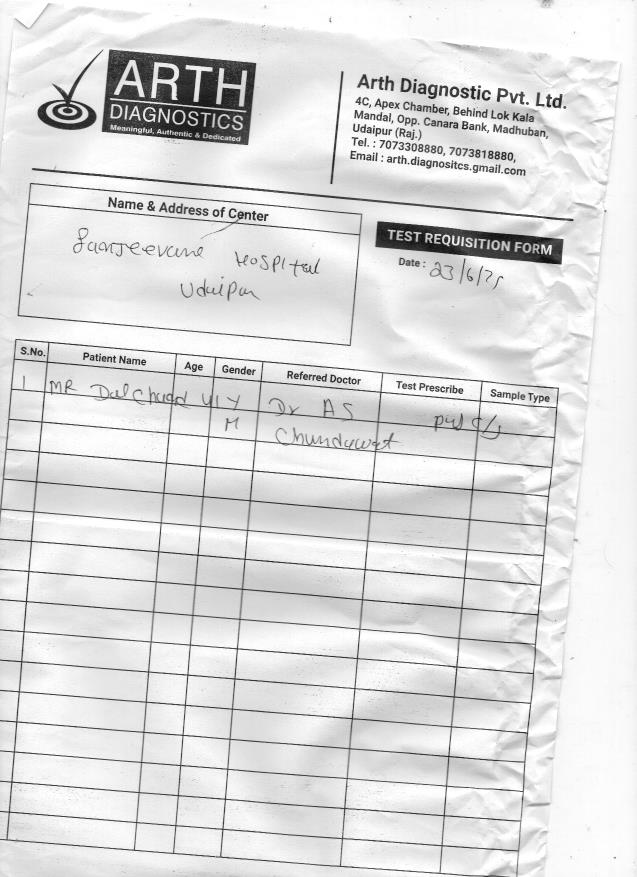 ARTH
DIAGNOSTICS
Meaningful, Authentic & Dedicated
Arth Diagnostic Pvt. Ltd.
4C, Apex Chamber, Behind Lok Kala
Mandal, Opp. Canara Bank, Madhuban,
Udaipur (Raj.)
Tel. : 7073308880, 7073818880,
Email : arth.diagnositcs.gmail.com
Name & Address of Center
Sanjeevani Hospital
Udaipur
TEST REQUISITION FORM
Date : 23/6/25
S.No. Patient Name Age Gender Referred Doctor Test Prescribe Sample Type
1 MR Dalchand 41 Y Dr AS
M Chundawat